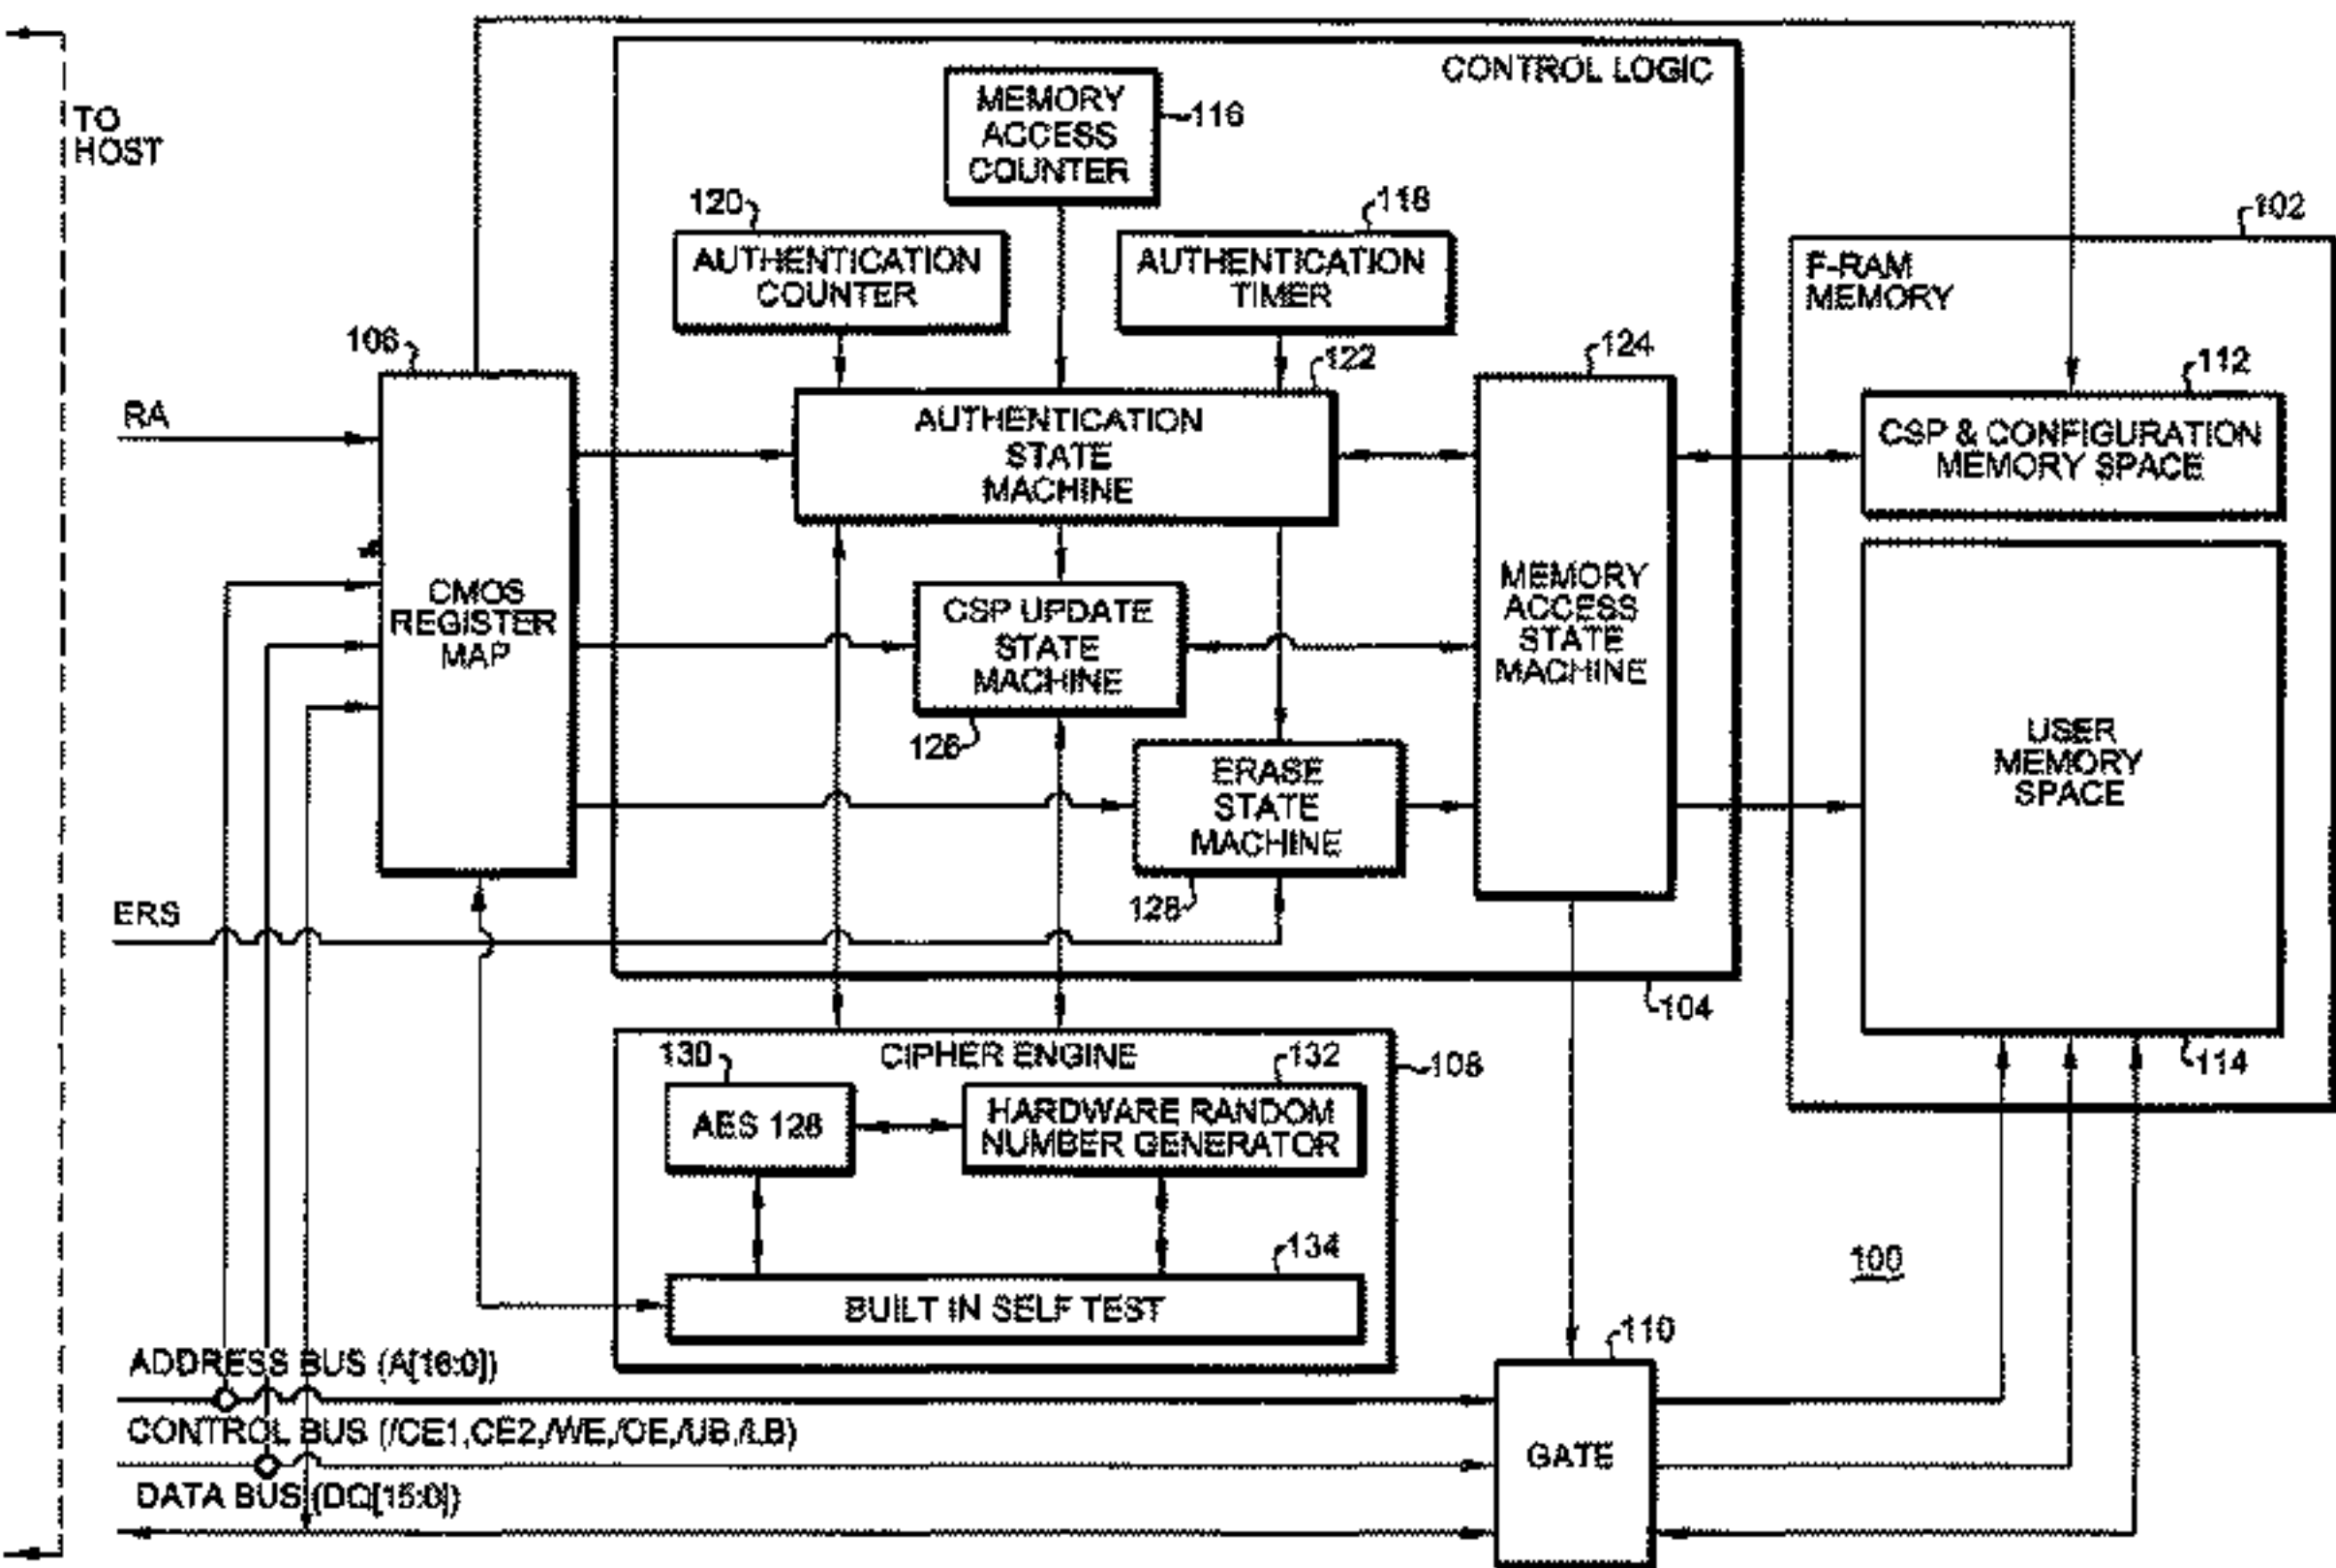 CONTROL LOGIC
TO
HOST
MEMORY
ACCESS
COUNTER
116
120
118
102
AUTHENTICATION
COUNTER
AUTHENTICATION
TIMER
F-RAM
MEMORY
106
122
124
112
RA
AUTHENTICATION
STATE
MACHINE
CSP & CONFIGURATION
MEMORY SPACE
CMOS
REGISTER
MAP
CSP UPDATE
STATE
MACHINE
MEMORY
ACCESS
STATE
MACHINE
126
USER
MEMORY
SPACE
ERASE
STATE
MACHINE
128
ERS
104
130
CIPHER ENGINE
132
108
114
AES 128
HARDWARE RANDOM
NUMBER GENERATOR
134
100
BUILT IN SELF TEST
110
ADDRESS BUS (A[16:0])
CONTROL BUS (/CE1,CE2,/WE,/OE,/UB,/LB)
GATE
DATA BUS (DQ[15:0])